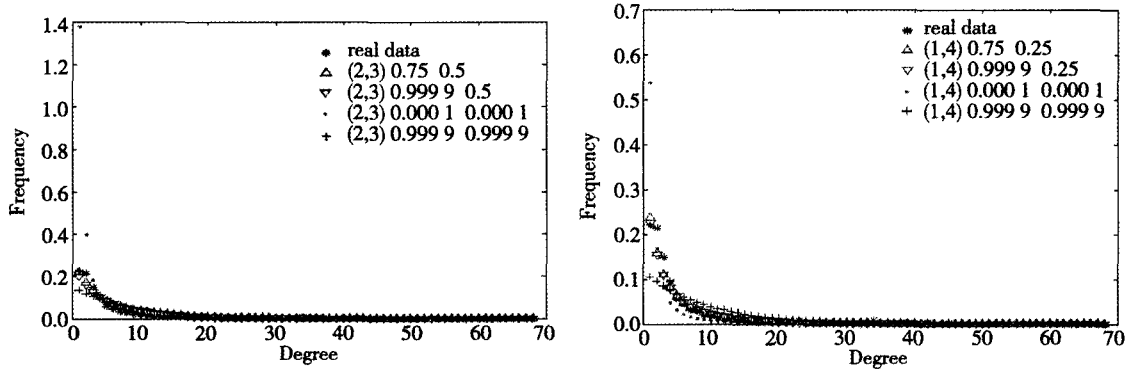 1.4
1.2
1.0
0.8
0.6
0.4
0.2
0.0
Frequency
real data
(2,3) 0.75 0.5
(2,3) 0.999 9 0.5
(2,3) 0.000 1 0.000 1
(2,3) 0.999 9 0.999 9
0 10 20 30 40 50 60 70
Degree
0.7
0.6
0.5
0.4
0.3
0.2
0.1
0.0
Frequency
real data
(1,4) 0.75 0.25
(1,4) 0.999 9 0.25
(1,4) 0.000 1 0.000 1
(1,4) 0.999 9 0.999 9
0 10 20 30 40 50 60 70
Degree